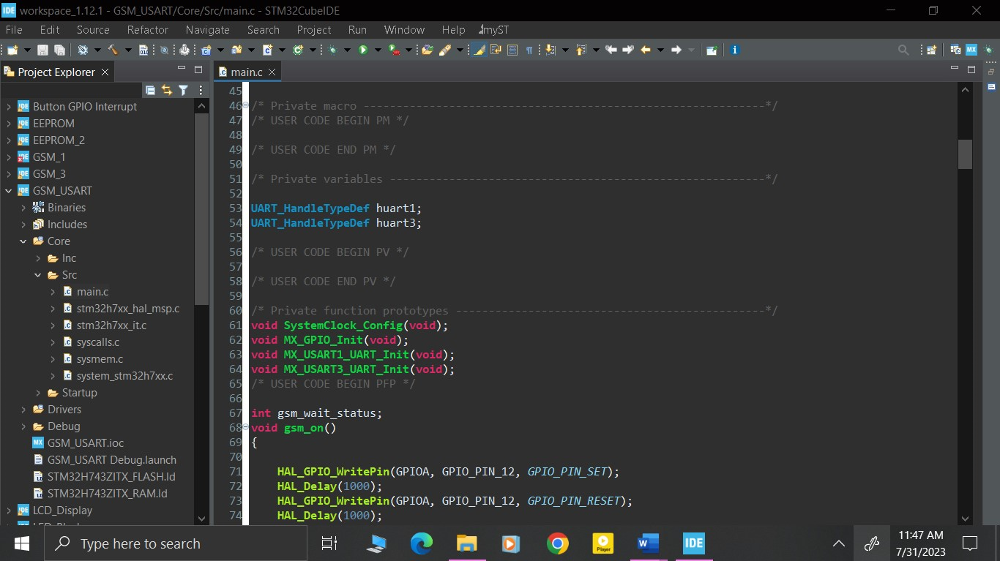 IDE workspace_1.12.1 - GSM_USART/Core/Src/main.c - STM32CubeIDE
File Edit Source Refactor Navigate Search Project Run Window Help myST
Project Explorer
main.c
Button GPIO Interrupt
EEPROM
EEPROM_2
GSM_1
GSM_3
GSM_USART
Binaries
Includes
Core
Inc
Src
main.c
stm32h7xx_hal_msp.c
stm32h7xx_it.c
syscalls.c
sysmem.c
system_stm32h7xx.c
Startup
Drivers
Debug
GSM_USART.ioc
GSM_USART Debug.launch
STM32H743ZITX_FLASH.ld
STM32H743ZITX_RAM.ld
LCD_Display
45
46 /* Private macro -------------------------------------------------------------*/
47 /* USER CODE BEGIN PM */
48
49 /* USER CODE END PM */
50
51 /* Private variables ---------------------------------------------------------*/
52
53 UART_HandleTypeDef huart1;
54 UART_HandleTypeDef huart3;
55
56 /* USER CODE BEGIN PV */
57
58 /* USER CODE END PV */
59
60 /* Private function prototypes -----------------------------------------------*/
61 void SystemClock_Config(void);
62 void MX_GPIO_Init(void);
63 void MX_USART1_UART_Init(void);
64 void MX_USART3_UART_Init(void);
65 /* USER CODE BEGIN PFP */
66
67 int gsm_wait_status;
68 void gsm_on()
69 {
70
71 HAL_GPIO_WritePin(GPIOA, GPIO_PIN_12, GPIO_PIN_SET);
72 HAL_Delay(1000);
73 HAL_GPIO_WritePin(GPIOA, GPIO_PIN_12, GPIO_PIN_RESET);
74 HAL_Delay(1000);
Type here to search
Player
IDE
11:47 AM
7/31/2023